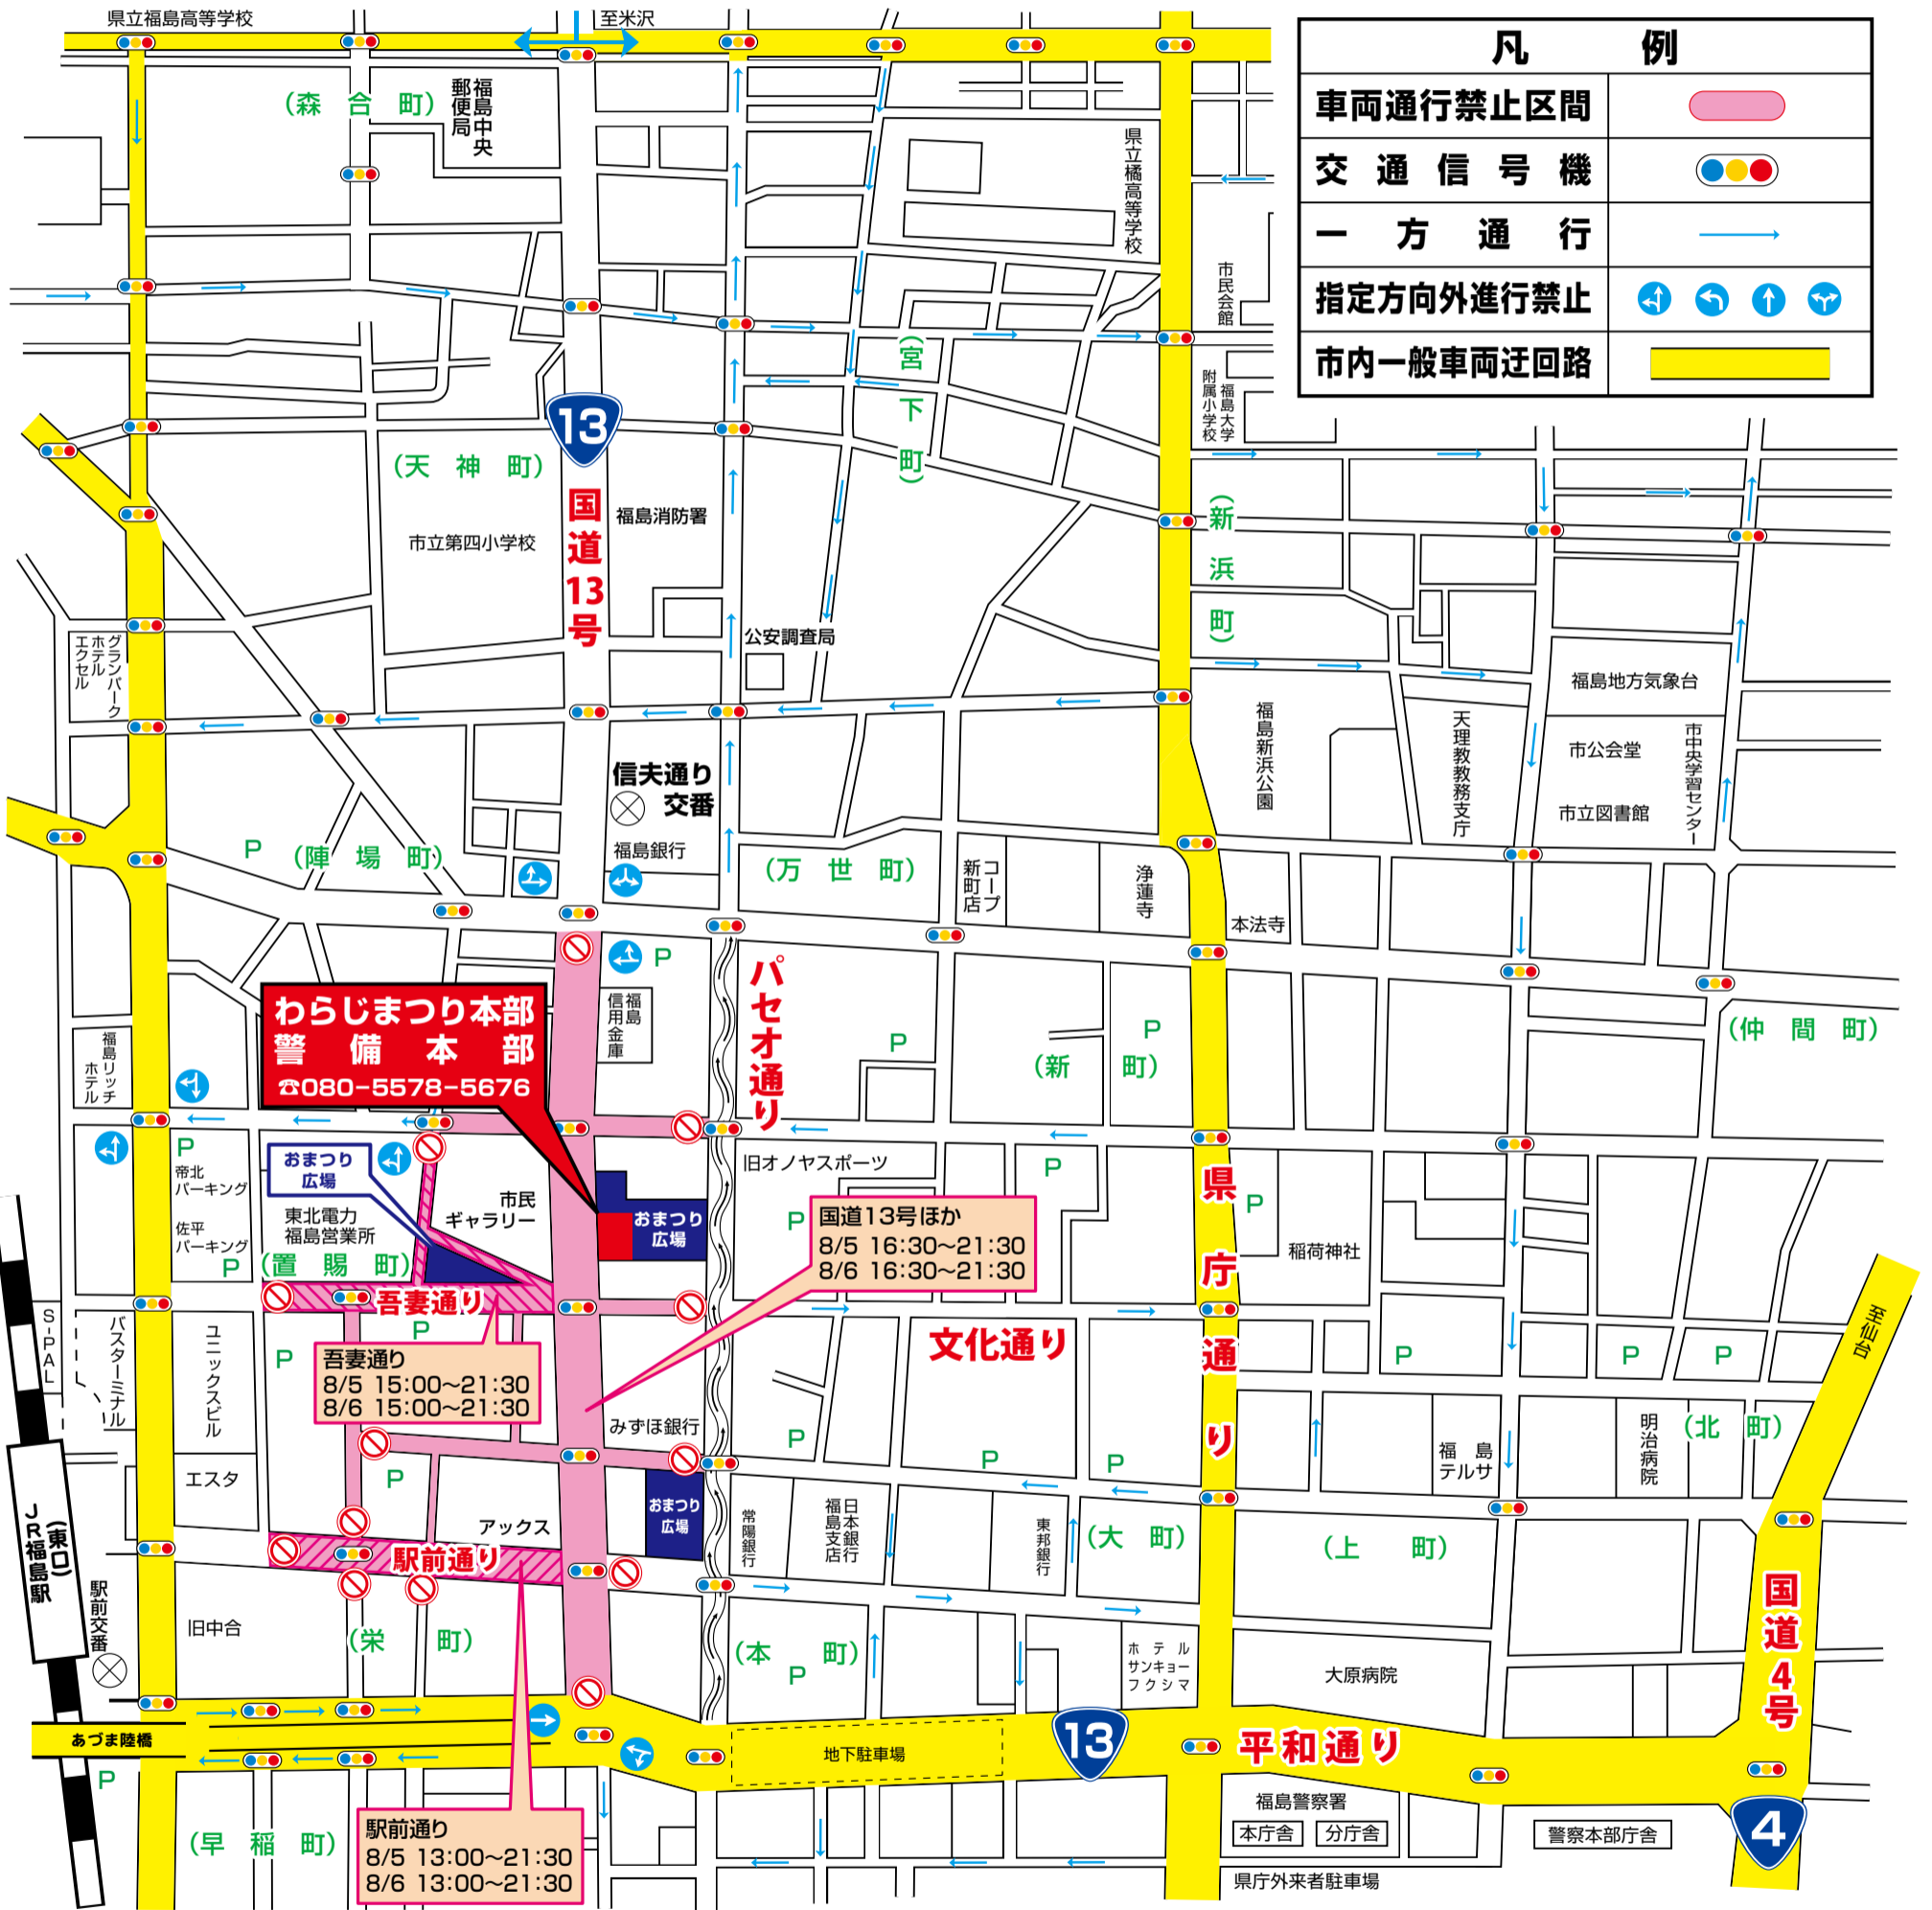 県立福島高等学校
至米沢
凡例
車両通行禁止区間
交通信号機
一方通行
指定方向外進行禁止
市内一般車両迂回路
(森合町)
福島中央
郵便局
県立橘高等学校
市民会館
(宮下町)
福島大学
附属小学校
13
国道13号
(天神町)
福島消防署
市立第四小学校
(新浜町)
公安調査局
グランパーク
ホテル
エクセル
福島地方気象台
福島新浜公園
天理教教務支庁
市公会堂
市立図書館
市中央学習センター
信夫通り
交番
福島銀行
P
(陣場町)
(万世町)
コープ
新町店
浄蓮寺
本法寺
P
福島
信用金庫
パセオ通り
わらじまつり本部
警備本部
☎080-5578-5676
P
P
(新町)
(仲間町)
福島リッチ
ホテル
P
帝北
パーキング
佐平
パーキング
P
おまつり
広場
東北電力
福島営業所
(置賜町)
市民
ギャラリー
おまつり
広場
旧オノヤスポーツ
P
P
国道13号ほか
8/5 16:30～21:30
8/6 16:30～21:30
県庁通り
P
稲荷神社
吾妻通り
P
文化通り
至仙台
S-PAL
バスターミナル
ユニックスビル
P
吾妻通り
8/5 15:00～21:30
8/6 15:00～21:30
みずほ銀行
P
P
P
P
P
P
明治病院
(北町)
福島
テルサ
エスタ
P
JR福島駅
(東口)
アックス
おまつり
広場
常陽銀行
日本銀行
福島支店
東邦銀行
(大町)
(上町)
駅前通り
駅前交番
旧中合
(栄町)
(本町)
P
ホテル
サンキョー
フクシマ
大原病院
国道4号
あづま陸橋
P
地下駐車場
13
平和通り
(早稲町)
駅前通り
8/5 13:00～21:30
8/6 13:00～21:30
福島警察署
本庁舎
分庁舎
警察本部庁舎
4
県庁外来者駐車場